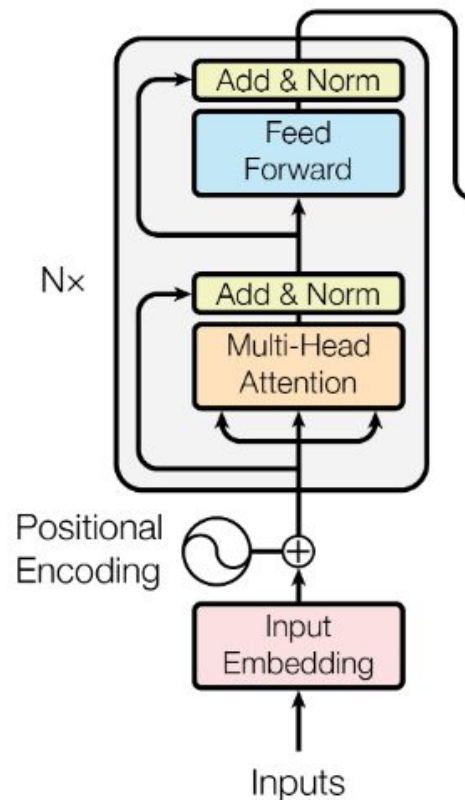 Add & Norm
Feed
Forward
Nx
Add & Norm
Multi-Head
Attention
Positional
Encoding
Input
Embedding
Inputs